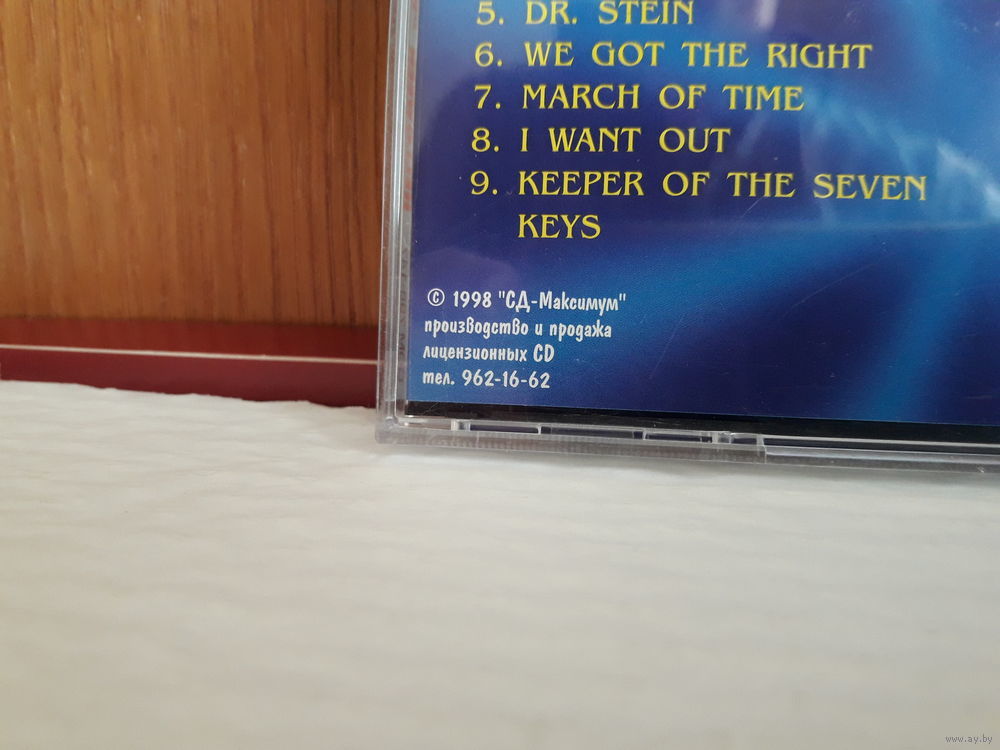 5. DR. STEIN
6. WE GOT THE RIGHT
7. MARCH OF TIME
8. I WANT OUT
9. KEEPER OF THE SEVEN
KEYS
© 1998 "СД-Максимум"
производство и продажа
лицензионных CD
тел. 962-16-62
www.ay.by